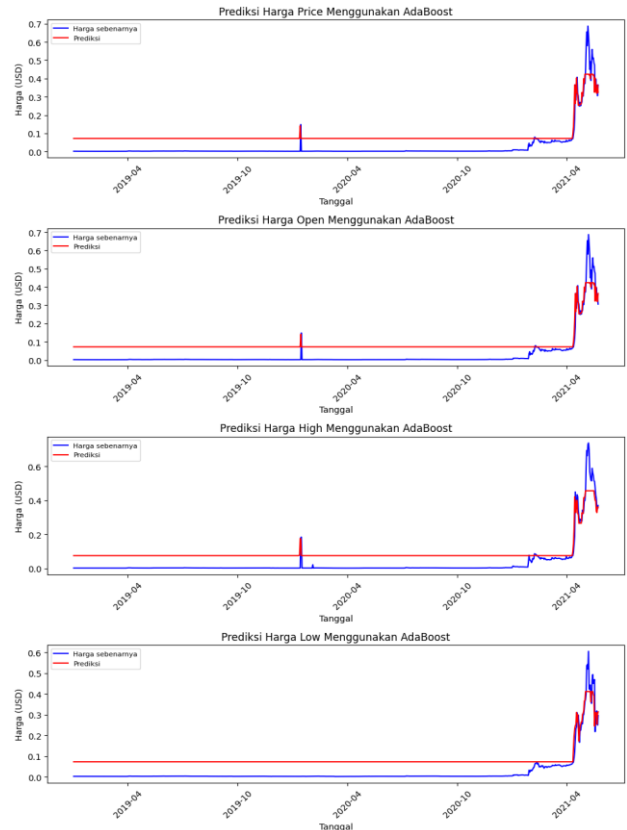 Prediksi Harga Price Menggunakan AdaBoost
Harga sebenarnya
Prediksi
Harga (USD)
0.7
0.6
0.5
0.4
0.3
0.2
0.1
0.0
2019-04
2019-10
2020-04
2020-10
2021-04
Tanggal
Prediksi Harga Open Menggunakan AdaBoost
Harga sebenarnya
Prediksi
Harga (USD)
0.7
0.6
0.5
0.4
0.3
0.2
0.1
0.0
2019-04
2019-10
2020-04
2020-10
2021-04
Tanggal
Prediksi Harga High Menggunakan AdaBoost
Harga sebenarnya
Prediksi
Harga (USD)
0.6
0.4
0.2
0.0
2019-04
2019-10
2020-04
2020-10
2021-04
Tanggal
Prediksi Harga Low Menggunakan AdaBoost
Harga sebenarnya
Prediksi
Harga (USD)
0.6
0.5
0.4
0.3
0.2
0.1
0.0
2019-04
2019-10
2020-04
2020-10
2021-04
Tanggal